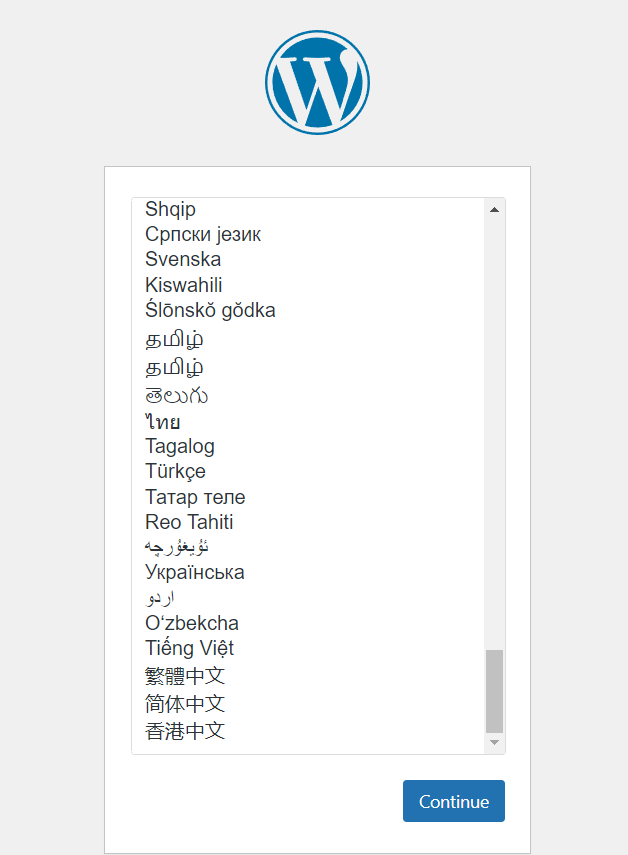 Shqip
Српски језик
Svenska
Kiswahili
Ślōnskŏ gŏdka
தமிழ்
தமிழ்
తెలుగు
ไทย
Tagalog
Türkçe
Татар теле
Reo Tahiti
ئۇيغۇرچە
Українська
اردو
O‘zbekcha
Tiếng Việt
繁體中文
简体中文
香港中文
Continue